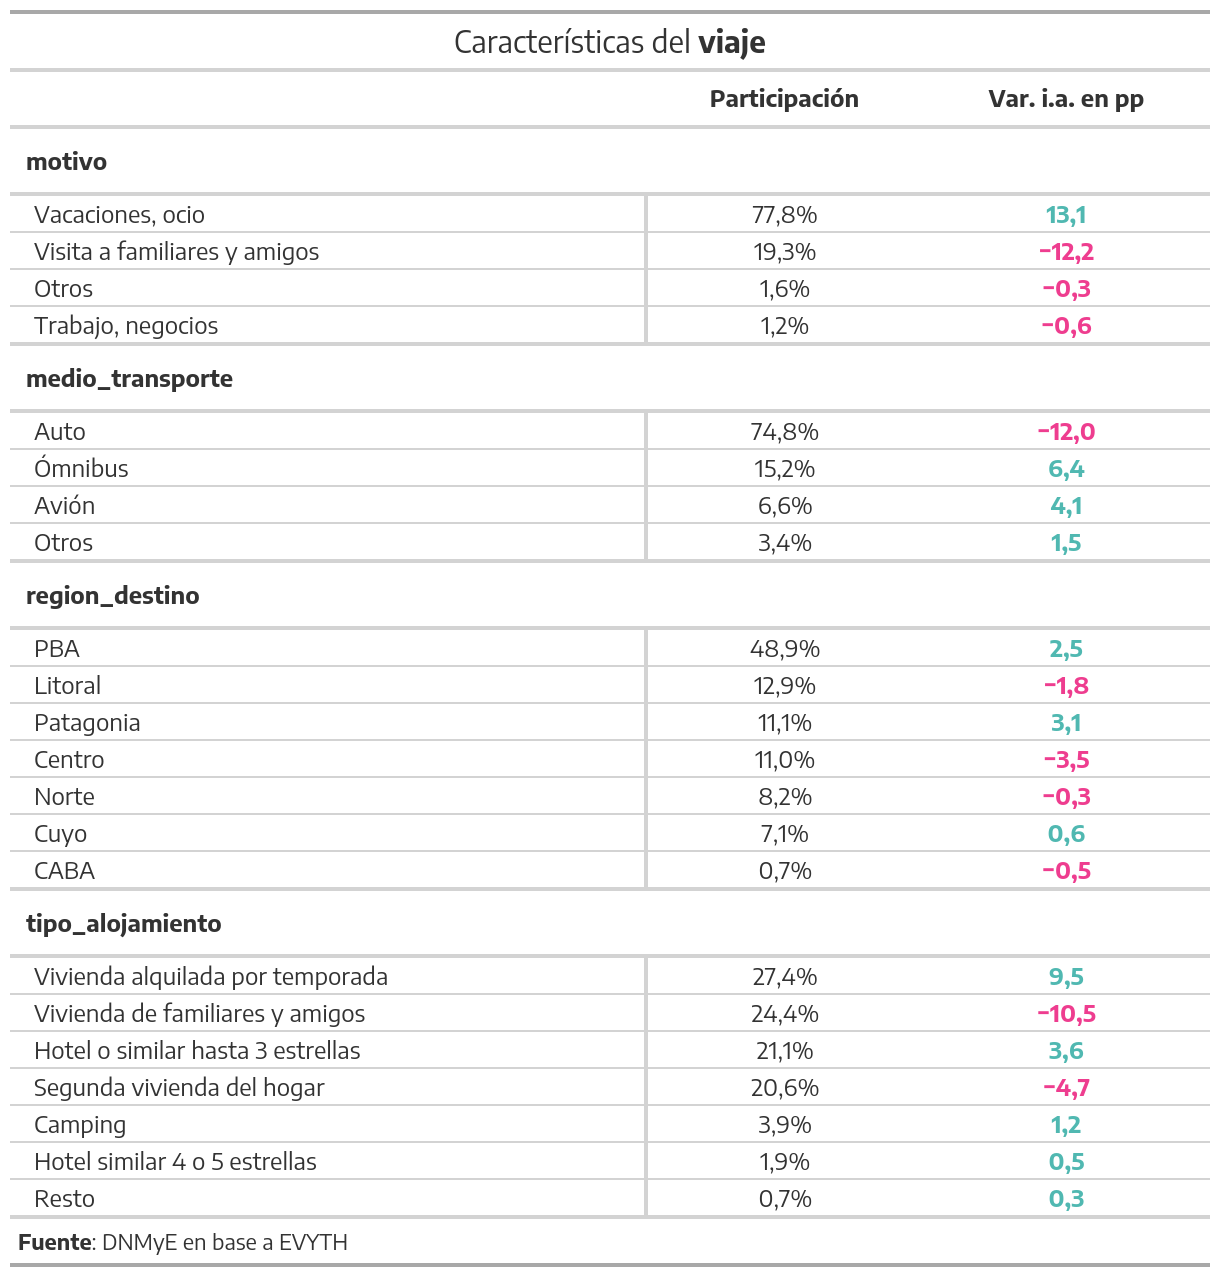 Características del viaje
Participación Var. i.a. en pp
motivo
Vacaciones, ocio 77,8% 13,1
Visita a familiares y amigos 19,3% −12,2
Otros 1,6% −0,3
Trabajo, negocios 1,2% −0,6
medio_transporte
Auto 74,8% −12,0
Ómnibus 15,2% 6,4
Avión 6,6% 4,1
Otros 3,4% 1,5
region_destino
PBA 48,9% 2,5
Litoral 12,9% −1,8
Patagonia 11,1% 3,1
Centro 11,0% −3,5
Norte 8,2% −0,3
Cuyo 7,1% 0,6
CABA 0,7% −0,5
tipo_alojamiento
Vivienda alquilada por temporada 27,4% 9,5
Vivienda de familiares y amigos 24,4% −10,5
Hotel o similar hasta 3 estrellas 21,1% 3,6
Segunda vivienda del hogar 20,6% −4,7
Camping 3,9% 1,2
Hotel similar 4 o 5 estrellas 1,9% 0,5
Resto 0,7% 0,3
Fuente: DNMyE en base a EVYTH